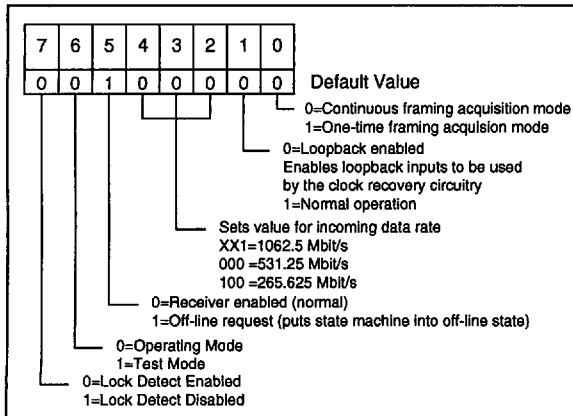 7 6 5 4 3 2 1 0
0 0 1 0 0 0 0 0 Default Value
0=Continuous framing acquisition mode
1=One-time framing acquision mode
0=Loopback enabled
Enables loopback inputs to be used
by the clock recovery circuitry
1=Normal operation
Sets value for incoming data rate
XX1=1062.5 Mbit/s
000 =531.25 Mbit/s
100 =265.625 Mbit/s
0=Receiver enabled (normal)
1=Off-line request (puts state machine into off-line state)
0=Operating Mode
1=Test Mode
0=Lock Detect Enabled
1=Lock Detect Disabled